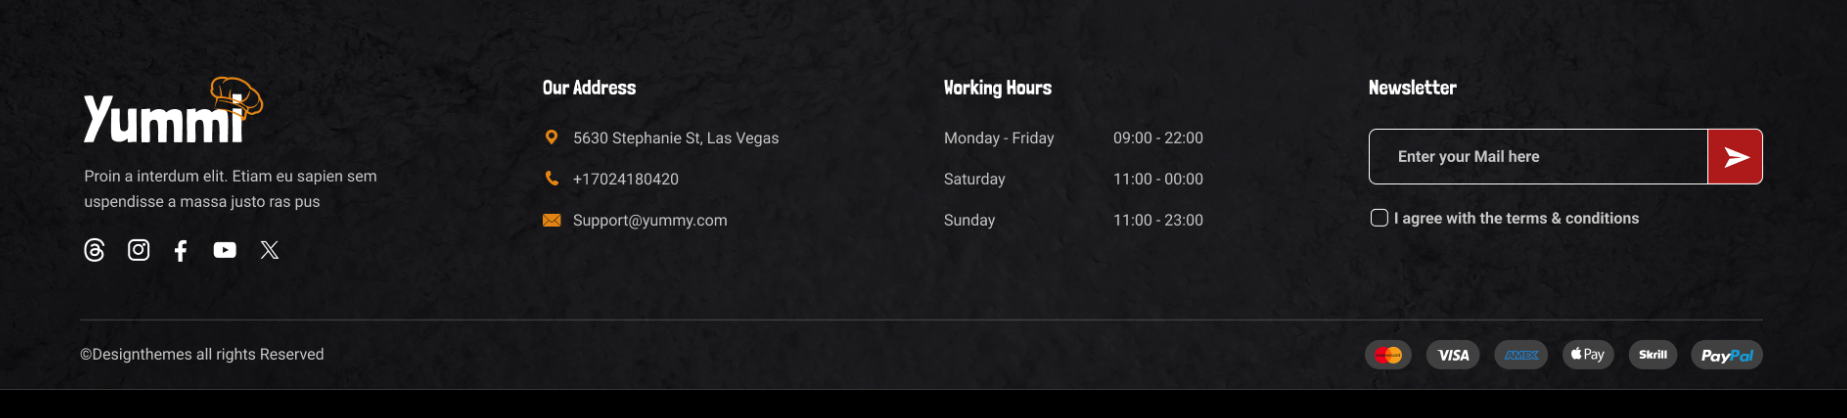 Yummi
Proin a interdum elit. Etiam eu sapien sem
uspendisse a massa justo ras pus
Our Address
5630 Stephanie St, Las Vegas
+17024180420
Support@yummy.com
Working Hours
Monday - Friday 09:00 - 22:00
Saturday 11:00 - 00:00
Sunday 11:00 - 23:00
Newsletter
Enter your Mail here
I agree with the terms & conditions
©Designthemes all rights Reserved
VISA
AMEX
Pay
Skrill
PayPal